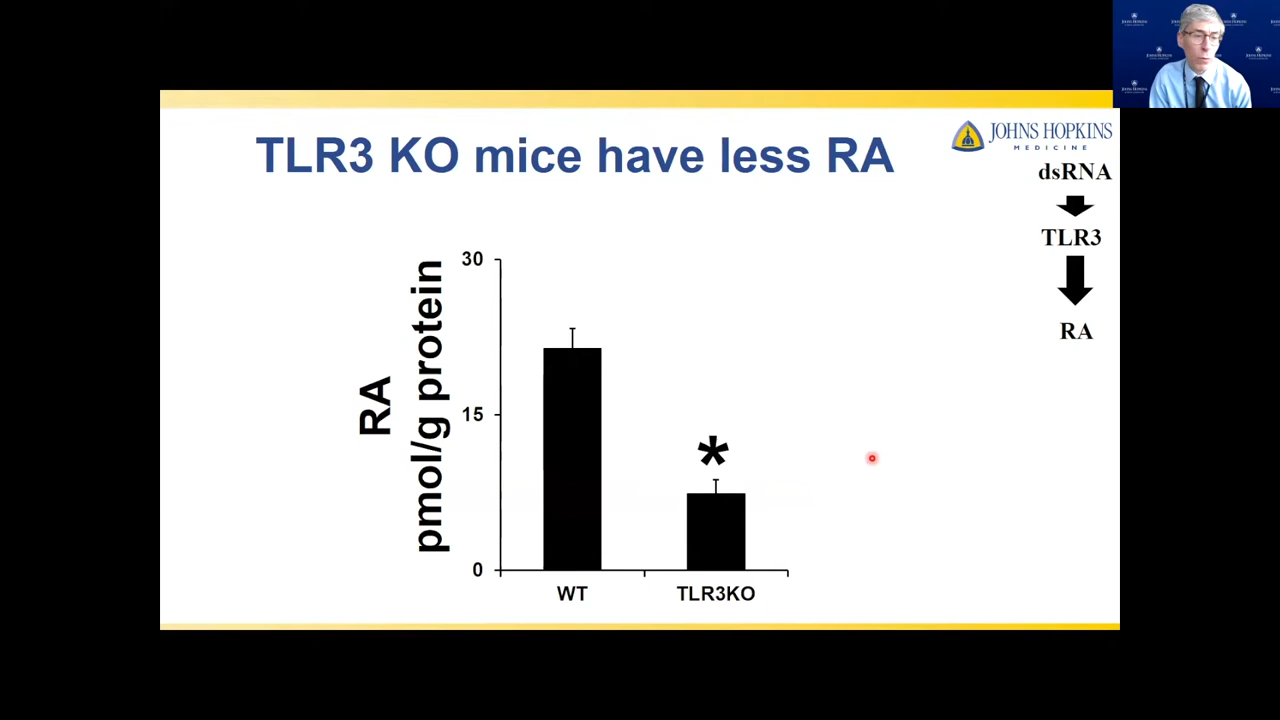 TLR3 KO mice have less RA
JOHNS HOPKINS
MEDICINE
dsRNA
TLR3
RA
RA
pmol/g protein
30
15
0
*
WT
TLR3KO